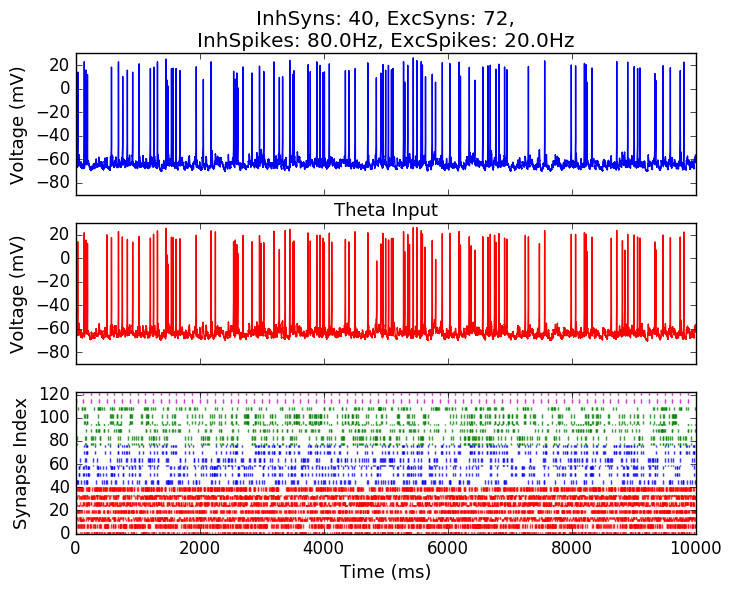 InhSyns: 40, ExcSyns: 72,
InhSpikes: 80.0Hz, ExcSpikes: 20.0Hz
20
0
−20
−40
−60
−80
Voltage (mV)
Theta Input
20
0
−20
−40
−60
−80
Voltage (mV)
120
100
80
60
40
20
0
Synapse Index
0 2000 4000 6000 8000 10000
Time (ms)